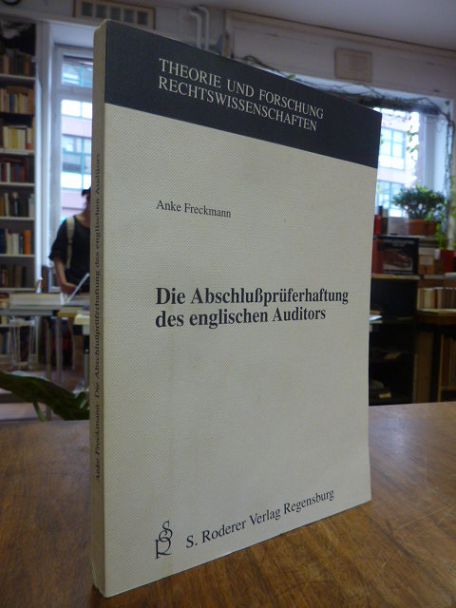 THEORIE UND FORSCHUNG
RECHTSWISSENSCHAFTEN
Anke Freckmann
Die Abschlußprüferhaftung
des englischen Auditors
S. Roderer Verlag Regensburg
Anke Freckmann Die Abschlußprüferhaftung des englischen Auditors